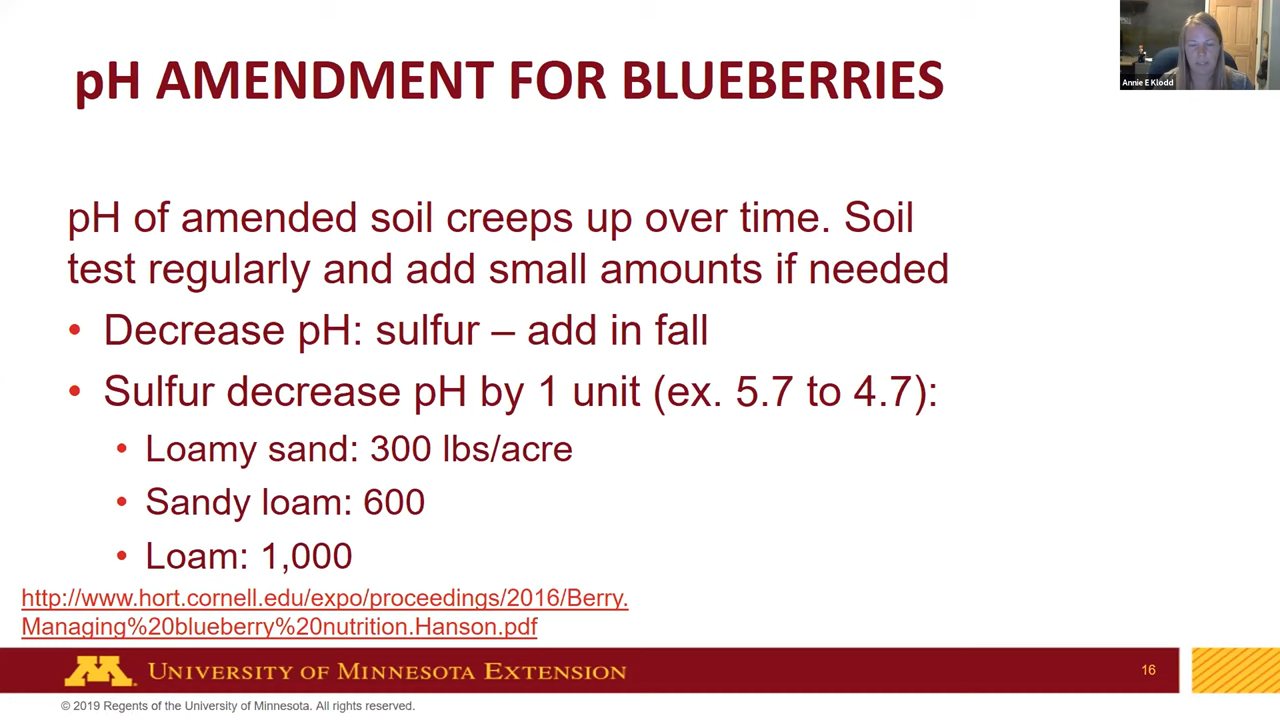 pH AMENDMENT FOR BLUEBERRIES
Annie E Klodd
pH of amended soil creeps up over time. Soil
test regularly and add small amounts if needed
• Decrease pH: sulfur – add in fall
• Sulfur decrease pH by 1 unit (ex. 5.7 to 4.7):
• Loamy sand: 300 lbs/acre
• Sandy loam: 600
• Loam: 1,000
http://www.hort.cornell.edu/expo/proceedings/2016/Berry.
Managing%20blueberry%20nutrition.Hanson.pdf
M UNIVERSITY OF MINNESOTA EXTENSION
16
© 2019 Regents of the University of Minnesota. All rights reserved.